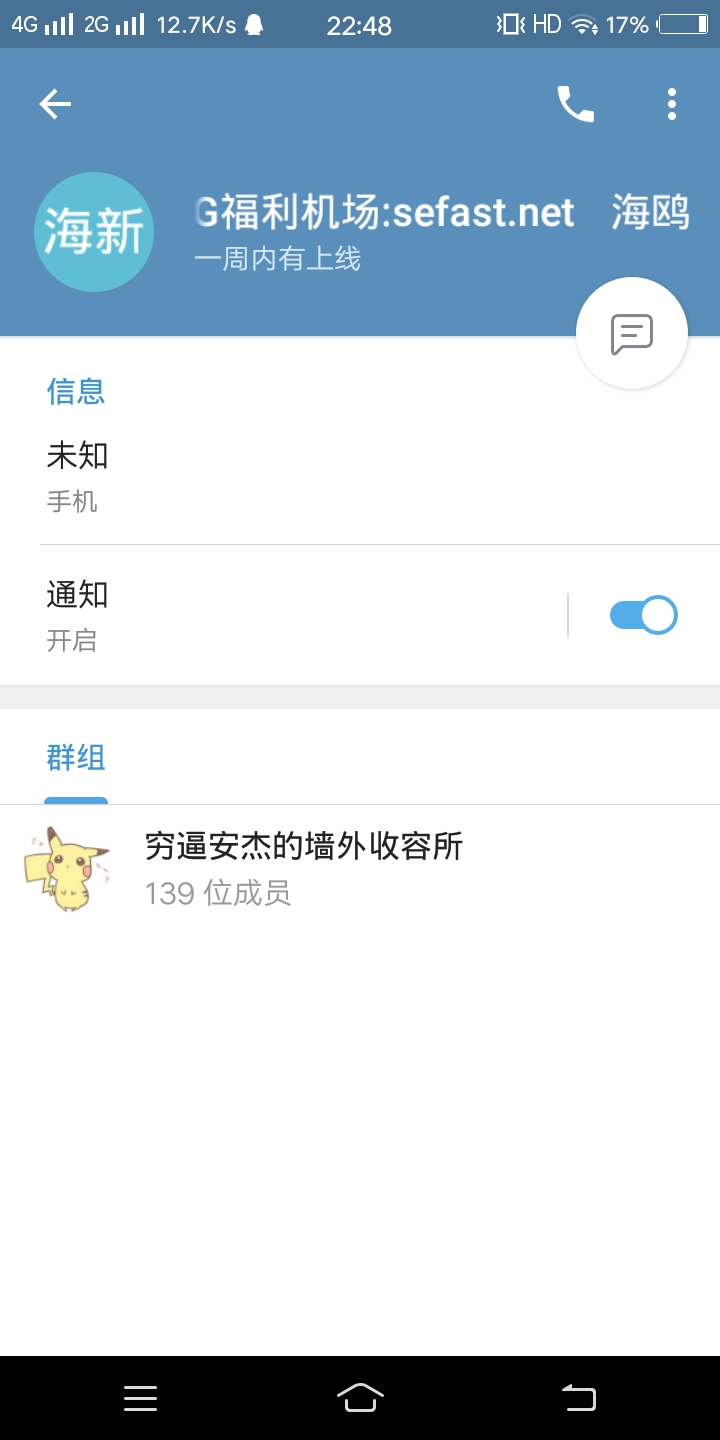 4G 2G 12.7K/s 22:48 HD 17%
海新
G福利机场:sefast.net 海鸥
一周内有上线
信息
未知
手机
通知
开启
群组
穷逼安杰的墙外收容所
139 位成员